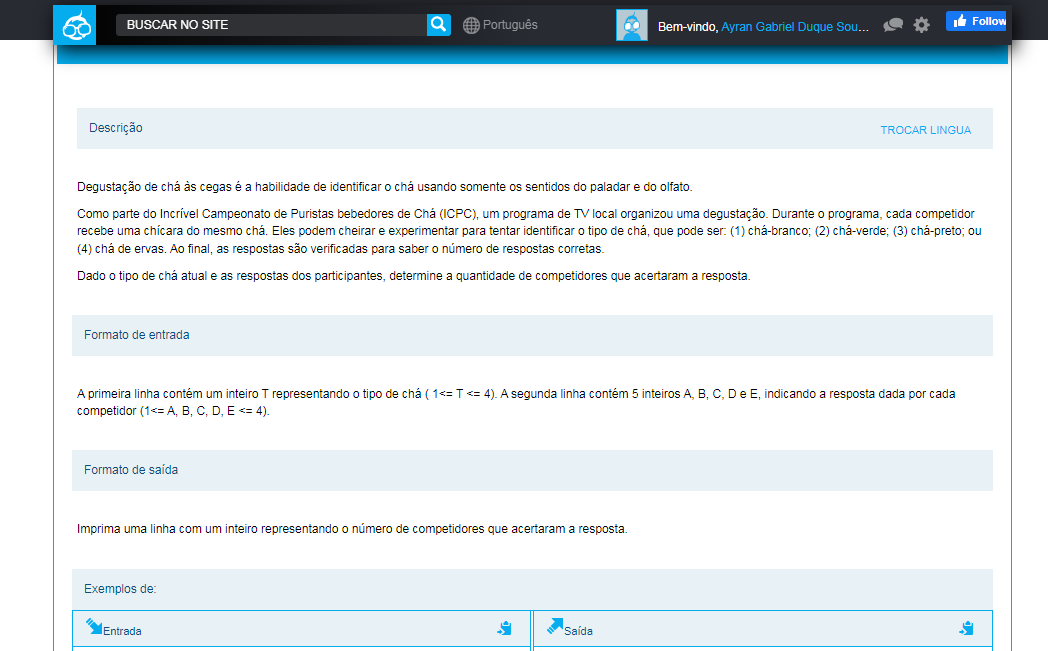 BUSCAR NO SITE
Português
Bem-vindo, Ayran Gabriel Duque Sou...
Follow
Descrição
TROCAR LINGUA
Degustação de chá às cegas é a habilidade de identificar o chá usando somente os sentidos do paladar e do olfato.
Como parte do Incrível Campeonato de Puristas bebedores de Chá (ICPC), um programa de TV local organizou uma degustação. Durante o programa, cada competidor
recebe uma chícara do mesmo chá. Eles podem cheirar e experimentar para tentar identificar o tipo de chá, que pode ser: (1) chá-branco; (2) chá-verde; (3) chá-preto; ou
(4) chá de ervas. Ao final, as respostas são verificadas para saber o número de respostas corretas.
Dado o tipo de chá atual e as respostas dos participantes, determine a quantidade de competidores que acertaram a resposta.
Formato de entrada
A primeira linha contém um inteiro T representando o tipo de chá ( 1<= T <= 4). A segunda linha contém 5 inteiros A, B, C, D e E, indicando a resposta dada por cada
competidor (1<= A, B, C, D, E <= 4).
Formato de saída
Imprima uma linha com um inteiro representando o número de competidores que acertaram a resposta.
Exemplos de:
Entrada
Saída